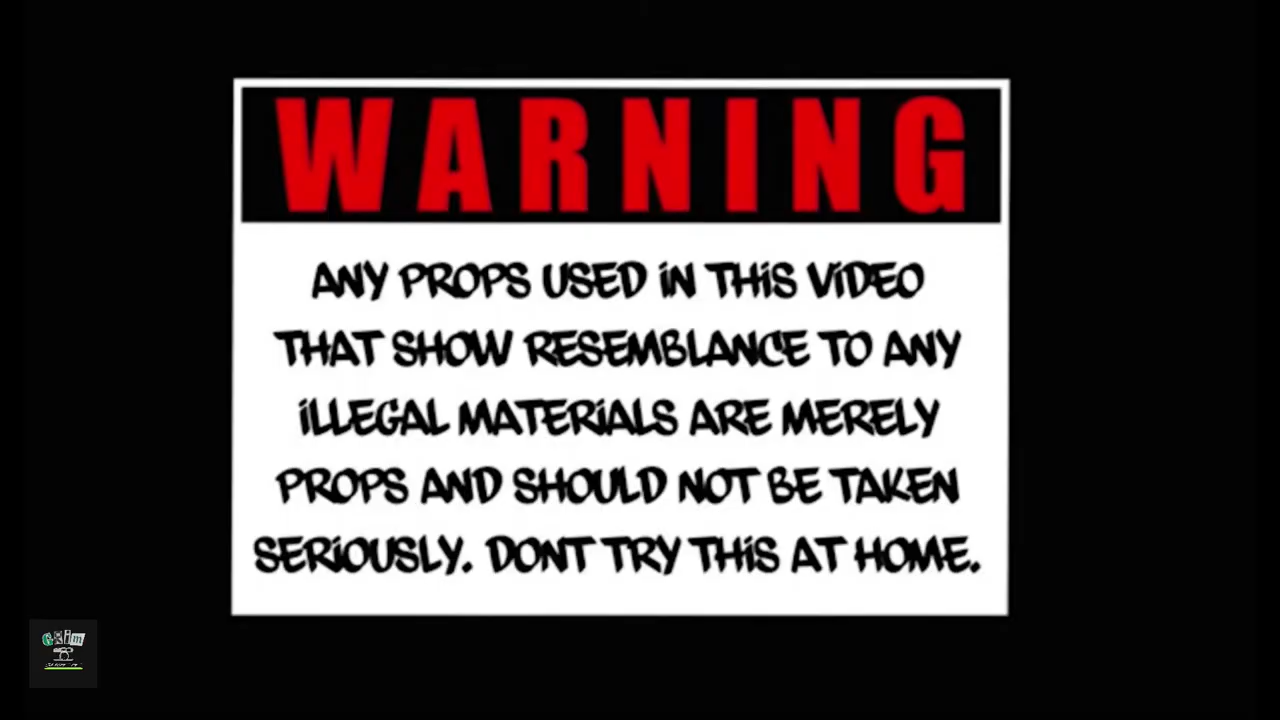 WARNING
ANY PROPS USED IN THiS ViDEO
THAT SHOW RESEMBLANCE TO ANY
iLLEGAL MATERiALS ARE MERELY
PROPS AND SHOULD NOT BE TAKEN
SERiOUSLY. DONT TRY THiS AT HOME.